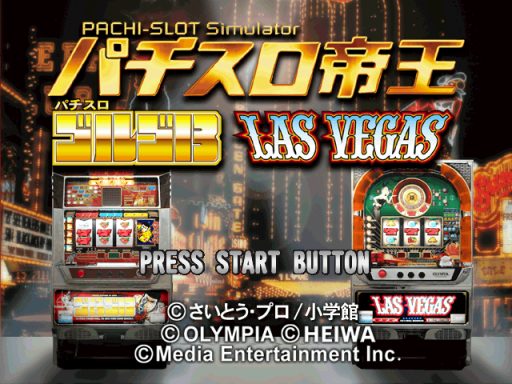 PACHI-SLOT Simulator
パチスロ帝王
パチスロ
ゴルゴ13 LAS VEGAS
PRESS START BUTTON
OLYMPIA
LAS VEGAS
©さいとう・プロ/小学館
©OLYMPIA ©HEIWA
©Media Entertainment Inc.